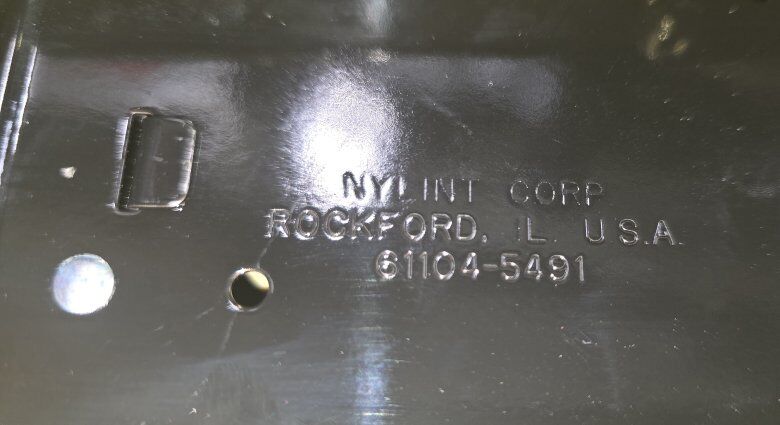 NYLINT CORP
ROCKFORD, IL. U.S.A.
61104-5491